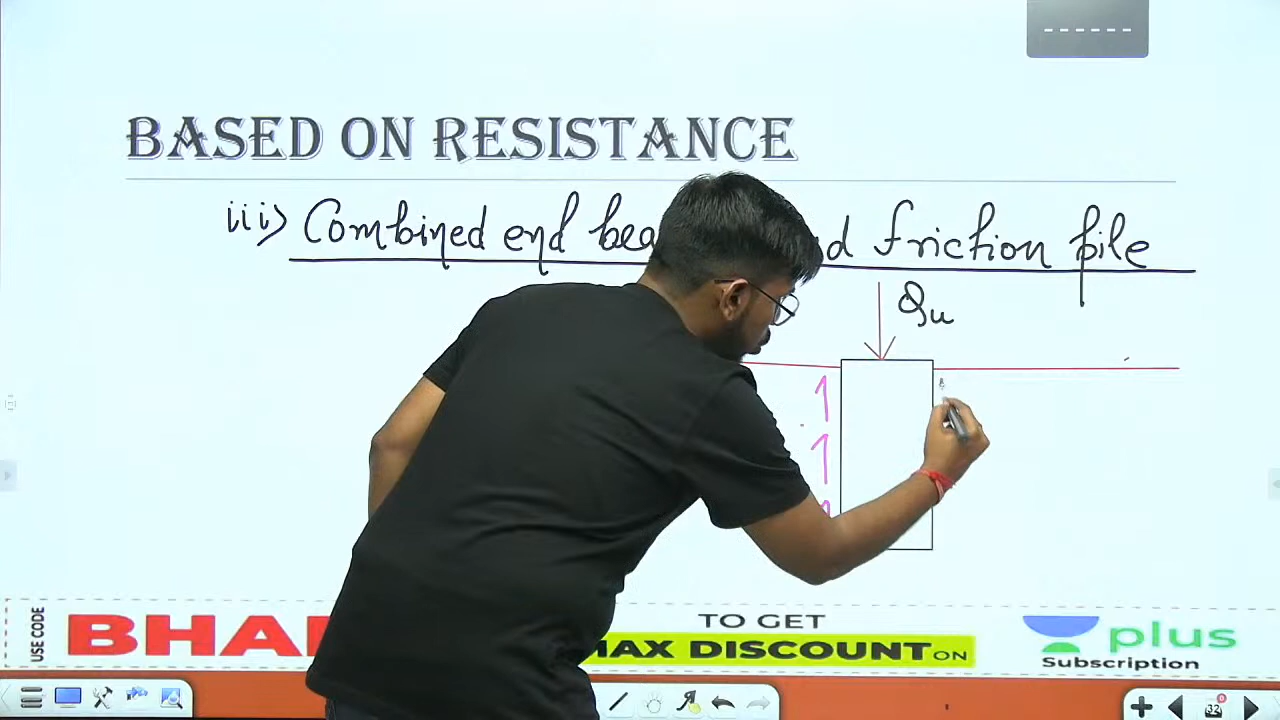 BASED ON RESISTANCE
iii) Combined end bea d friction pile
Qu
USE CODE
BHA
TO GET
MAX DISCOUNT ON
plus
Subscription
32